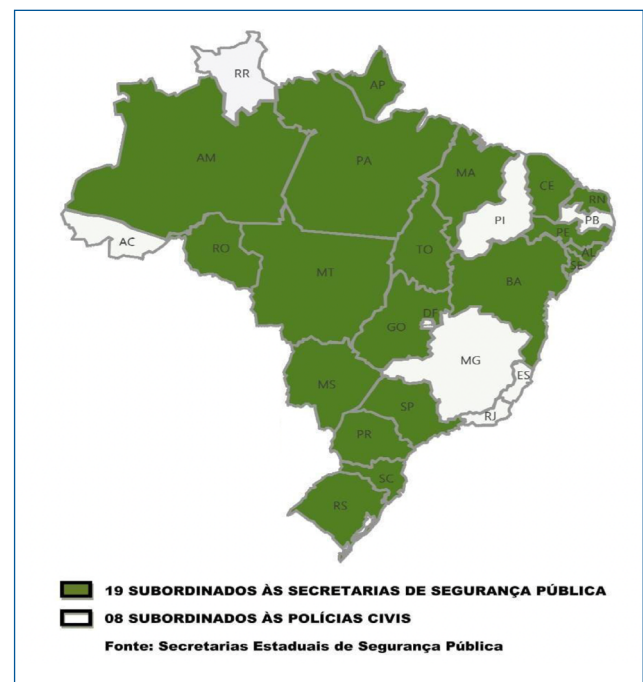 RR
AP
AM
PA
MA
CE
RN
PB
PI
PE
AL
SE
AC
RO
TO
MT
BA
DF
GO
MG
ES
MS
SP
RJ
PR
SC
RS
19 SUBORDINADOS ÀS SECRETARIAS DE SEGURANÇA PÚBLICA
08 SUBORDINADOS ÀS POLÍCIAS CIVIS
Fonte: Secretarias Estaduais de Segurança Pública